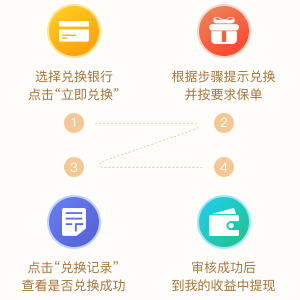 选择兑换银行
点击“立即兑换”
根据步骤提示兑换
并按要求保单
1
2
3
4
点击“兑换记录”
查看是否兑换成功
审核成功后
到我的收益中提现